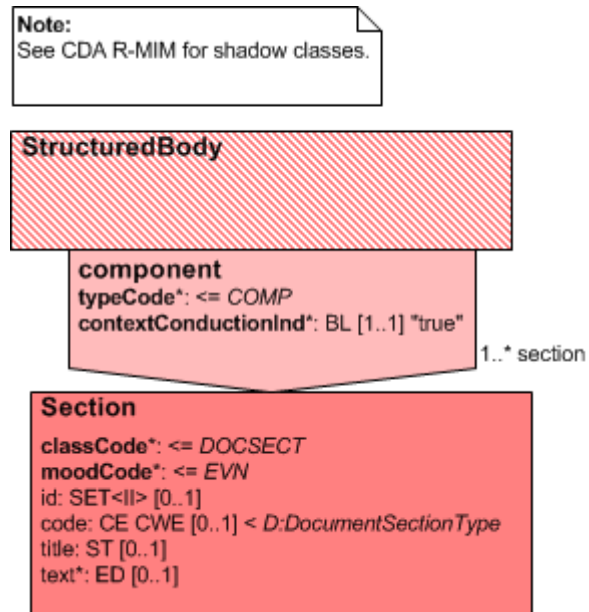 Note:
See CDA R-MIM for shadow classes.
StructuredBody
component
typeCode*: <= COMP
contextConductionInd*: BL [1..1] "true"
1..* section
Section
classCode*: <= DOCSECT
moodCode*: <= EVN
id: SET<II> [0..1]
code: CE CWE [0..1] < D:DocumentSectionType
title: ST [0..1]
text*: ED [0..1]